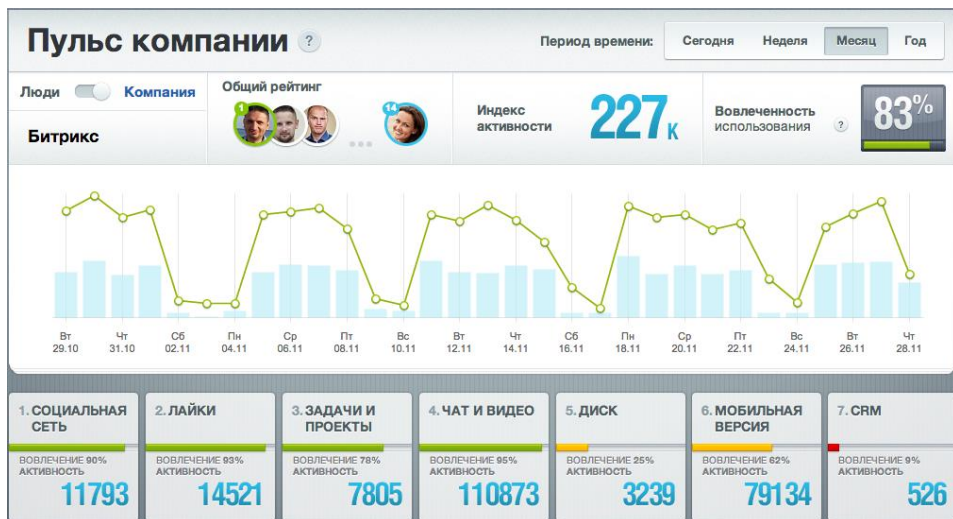 Пульс компании ?
Период времени: Сегодня Неделя Месяц Год
Люди Компания
Битрикс
Общий рейтинг
1 14
Индекс
активности
227к
Вовлеченность
использования ?
83%
Вт Чт Сб Пн Ср Пт Вс Вт Чт Сб Пн Ср Пт Вс Вт Чт
29.10 31.10 02.11 04.11 06.11 08.11 10.11 12.11 14.11 16.11 18.11 20.11 22.11 24.11 26.11 28.11
1. СОЦИАЛЬНАЯ
СЕТЬ
ВОВЛЕЧЕНИЕ 90%
АКТИВНОСТЬ
11793
2. ЛАЙКИ
ВОВЛЕЧЕНИЕ 93%
АКТИВНОСТЬ
14521
3. ЗАДАЧИ И
ПРОЕКТЫ
ВОВЛЕЧЕНИЕ 78%
АКТИВНОСТЬ
7805
4. ЧАТ И ВИДЕО
ВОВЛЕЧЕНИЕ 95%
АКТИВНОСТЬ
110873
5. ДИСК
ВОВЛЕЧЕНИЕ 25%
АКТИВНОСТЬ
3239
6. МОБИЛЬНАЯ
ВЕРСИЯ
ВОВЛЕЧЕНИЕ 62%
АКТИВНОСТЬ
79134
7. CRM
ВОВЛЕЧЕНИЕ 9%
АКТИВНОСТЬ
526